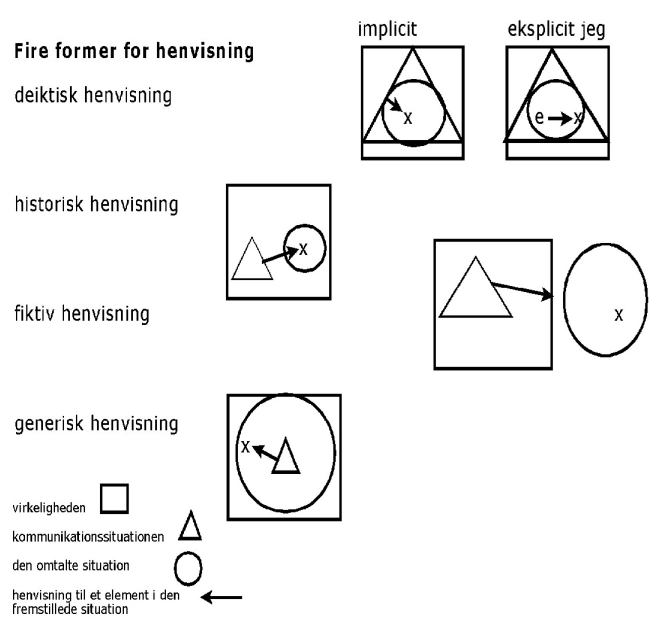 implicit
eksplicit jeg
Fire former for henvisning
deiktisk henvisning
x
e
x
historisk henvisning
x
fiktiv henvisning
x
generisk henvisning
x
virkeligheden
kommunikationssituationen
den omtalte situation
henvisning til et element i den
fremstillede situation